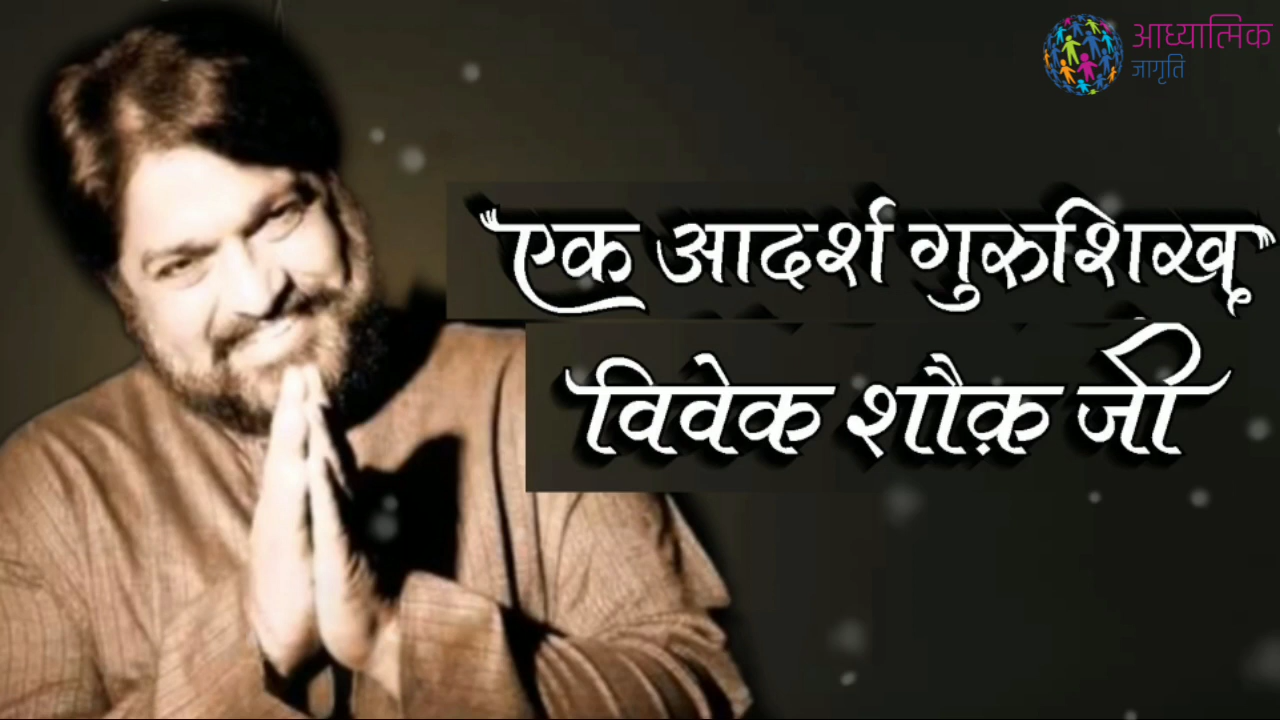 आध्यात्मिक
जागृति
"एक आदर्श गुरुशिख्
विवेक शौक़ जी